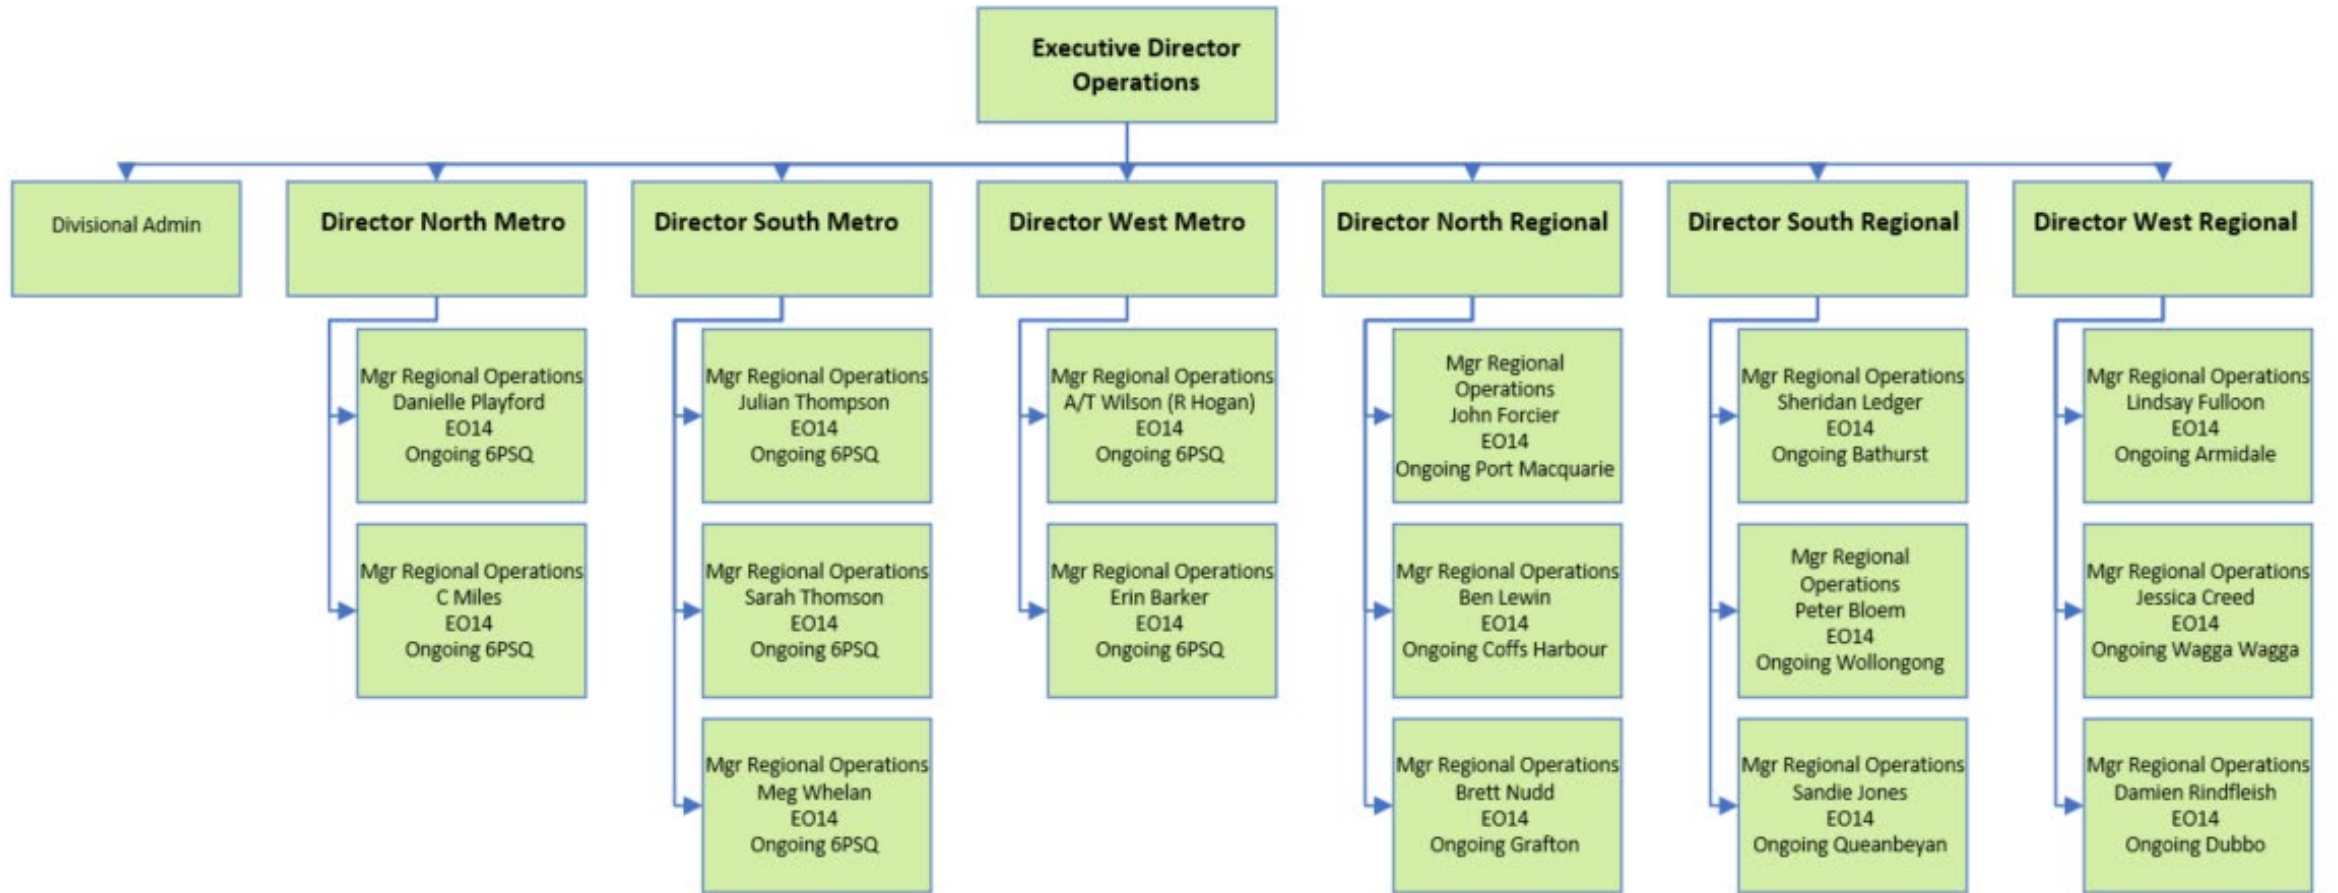 Executive Director
Operations
Divisional Admin
Director North Metro
Director South Metro
Director West Metro
Director North Regional
Director South Regional
Director West Regional
Mgr Regional Operations
Danielle Playford
EO14
Ongoing 6PSQ
Mgr Regional Operations
C Miles
EO14
Ongoing 6PSQ
Mgr Regional Operations
Julian Thompson
EO14
Ongoing 6PSQ
Mgr Regional Operations
Sarah Thomson
EO14
Ongoing 6PSQ
Mgr Regional Operations
Meg Whelan
EO14
Ongoing 6PSQ
Mgr Regional Operations
A/T Wilson (R Hogan)
EO14
Ongoing 6PSQ
Mgr Regional Operations
Erin Barker
EO14
Ongoing 6PSQ
Mgr Regional
Operations
John Forcier
EO14
Ongoing Port Macquarie
Mgr Regional Operations
Ben Lewin
EO14
Ongoing Coffs Harbour
Mgr Regional Operations
Brett Nudd
EO14
Ongoing Grafton
Mgr Regional Operations
Sheridan Ledger
EO14
Ongoing Bathurst
Mgr Regional
Operations
Peter Bloem
EO14
Ongoing Wollongong
Mgr Regional Operations
Sandie Jones
EO14
Ongoing Queanbeyan
Mgr Regional Operations
Lindsay Fulloon
EO14
Ongoing Armidale
Mgr Regional Operations
Jessica Creed
EO14
Ongoing Wagga Wagga
Mgr Regional Operations
Damien Rindfleish
EO14
Ongoing Dubbo